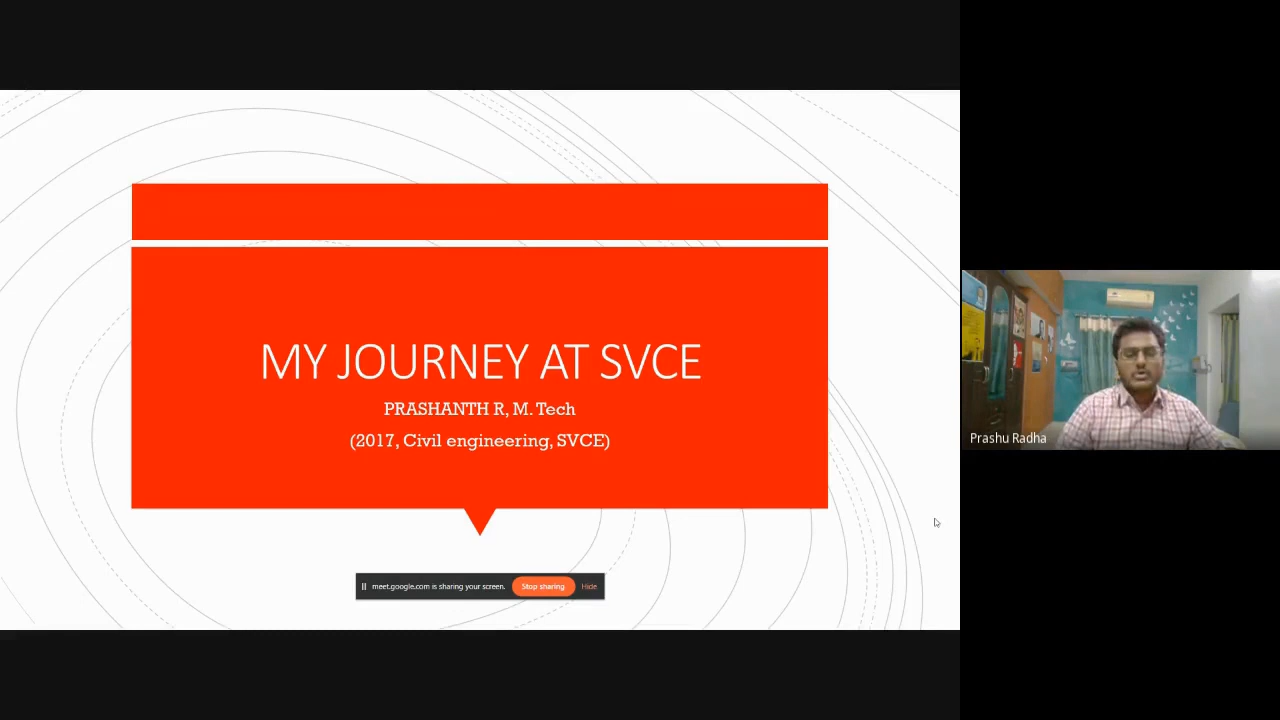 MY JOURNEY AT SVCE
PRASHANTH R, M. Tech
(2017, Civil engineering, SVCE)
meet.google.com is sharing your screen. Stop sharing Hide
Prashu Radha